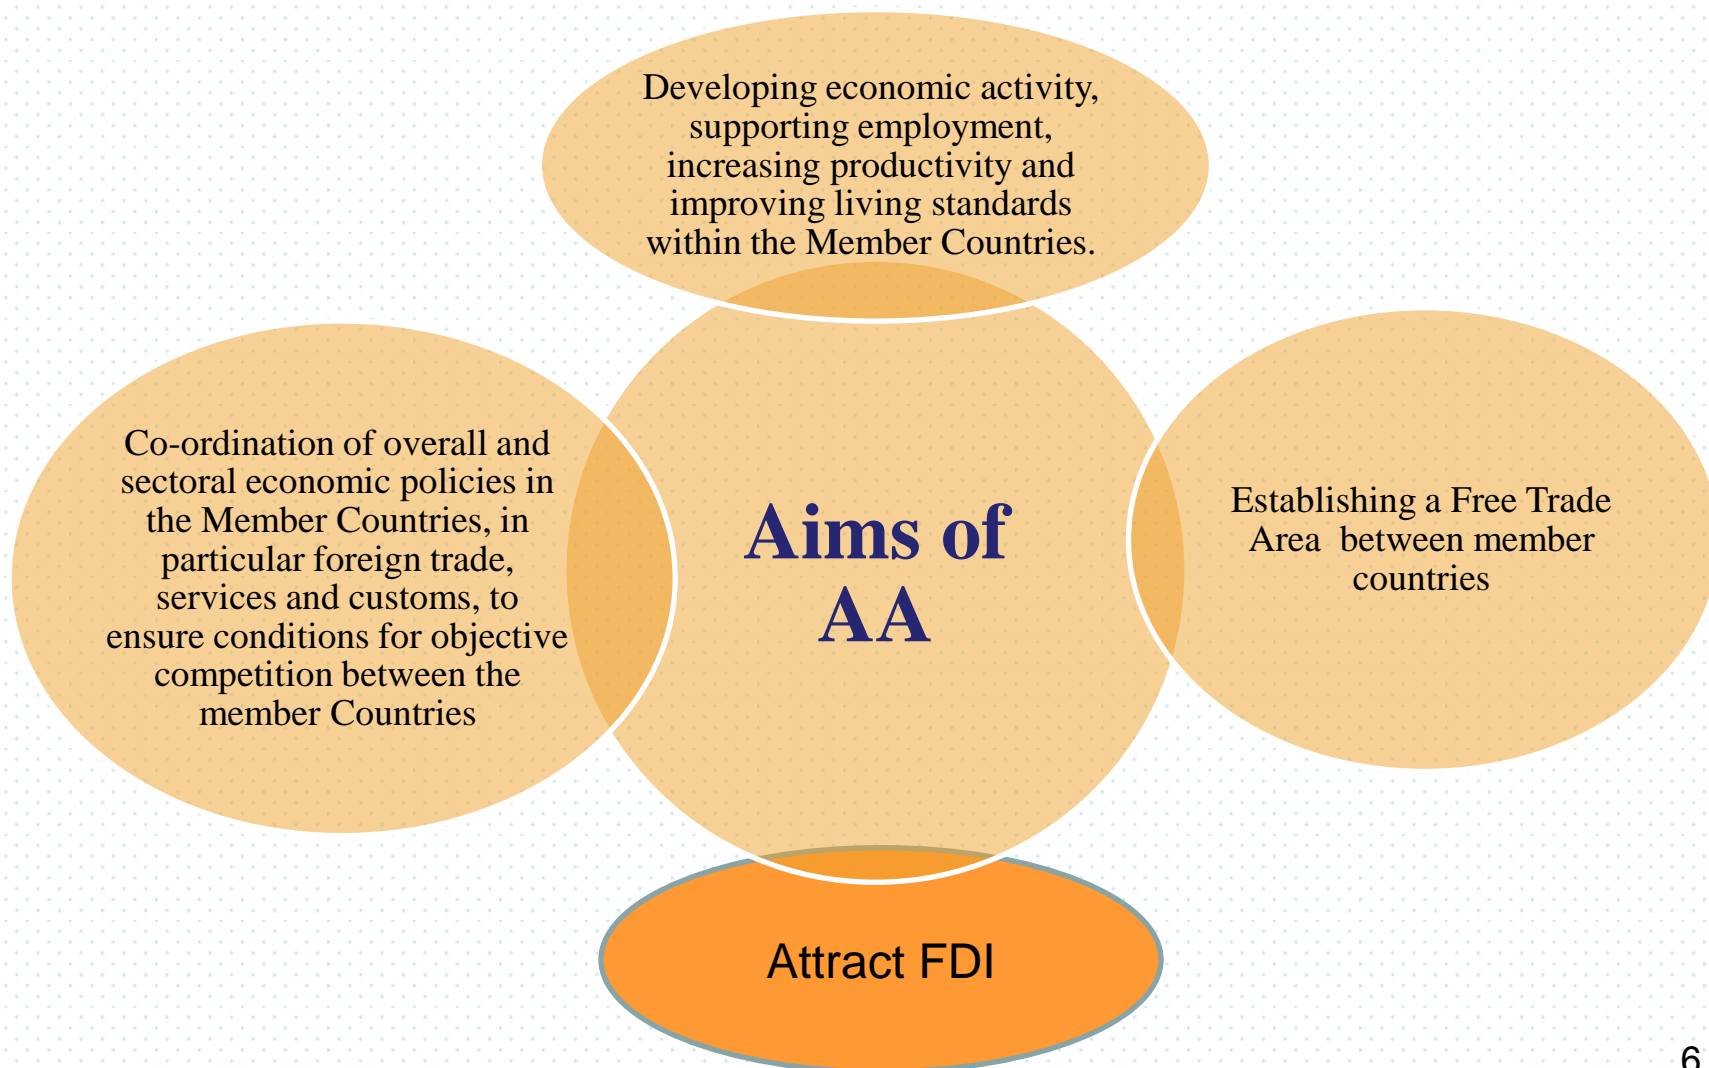 Developing economic activity,
supporting employment,
increasing productivity and
improving living standards
within the Member Countries.
Co-ordination of overall and
sectoral economic policies in
the Member Countries, in
particular foreign trade,
services and customs, to
ensure conditions for objective
competition between the
member Countries
Aims of
AA
Establishing a Free Trade
Area  between member
countries
Attract FDI
6